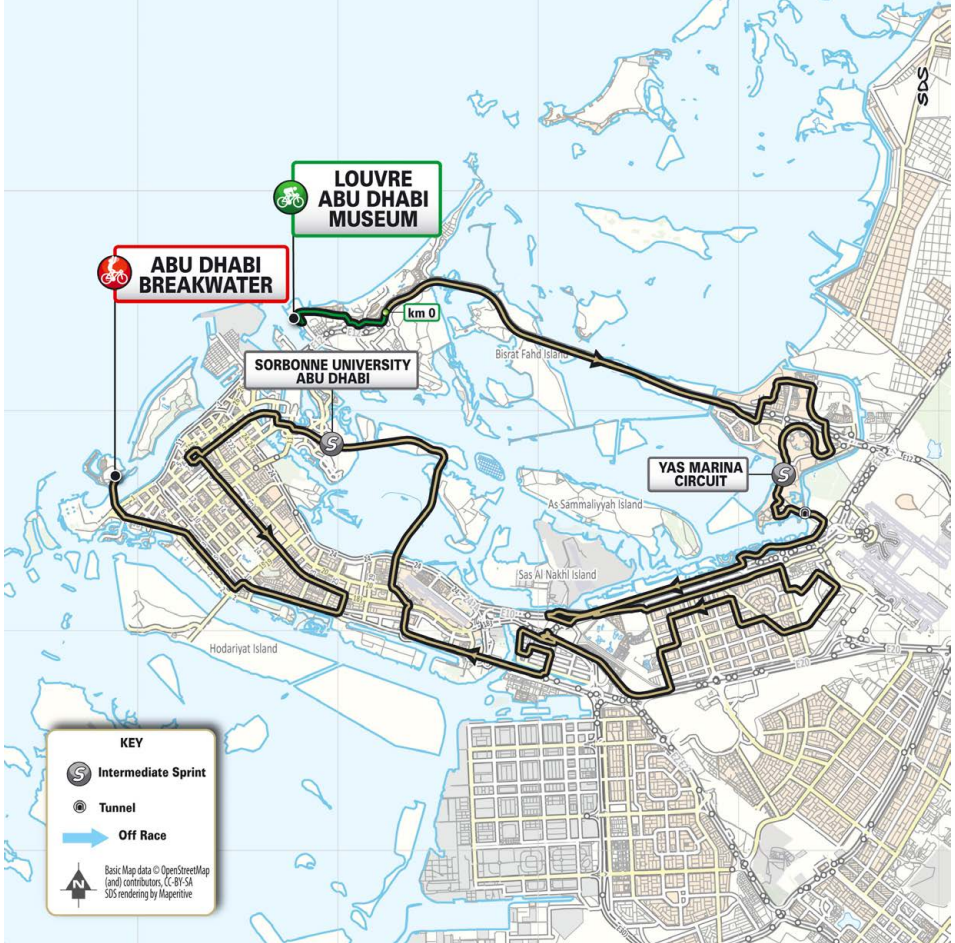 SDS
LOUVRE
ABU DHABI
MUSEUM
ABU DHABI
BREAKWATER
km 0
SORBONNE UNIVERSITY
ABU DHABI
S
Bisrat Fahd Island
E12
YAS MARINA
CIRCUIT
S
As Sammaliyyah Island
Sas Al Nakhl Island
E10
Hodariyat Island
E20
E20
KEY
S Intermediate Sprint
Tunnel
Off Race
N
Basic Map data © OpenStreetMap
(and) contributors, CC-BY-SA
SDS rendering by Maperitive